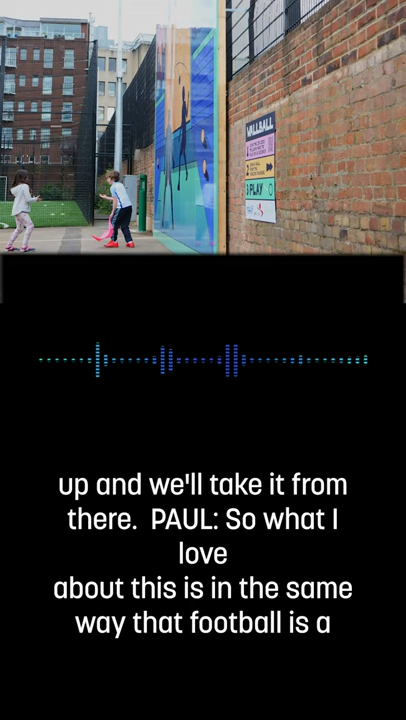 WALLBALL
PLAY
up and we'll take it from
there.  PAUL: So what I
love
about this is in the same
way that football is a